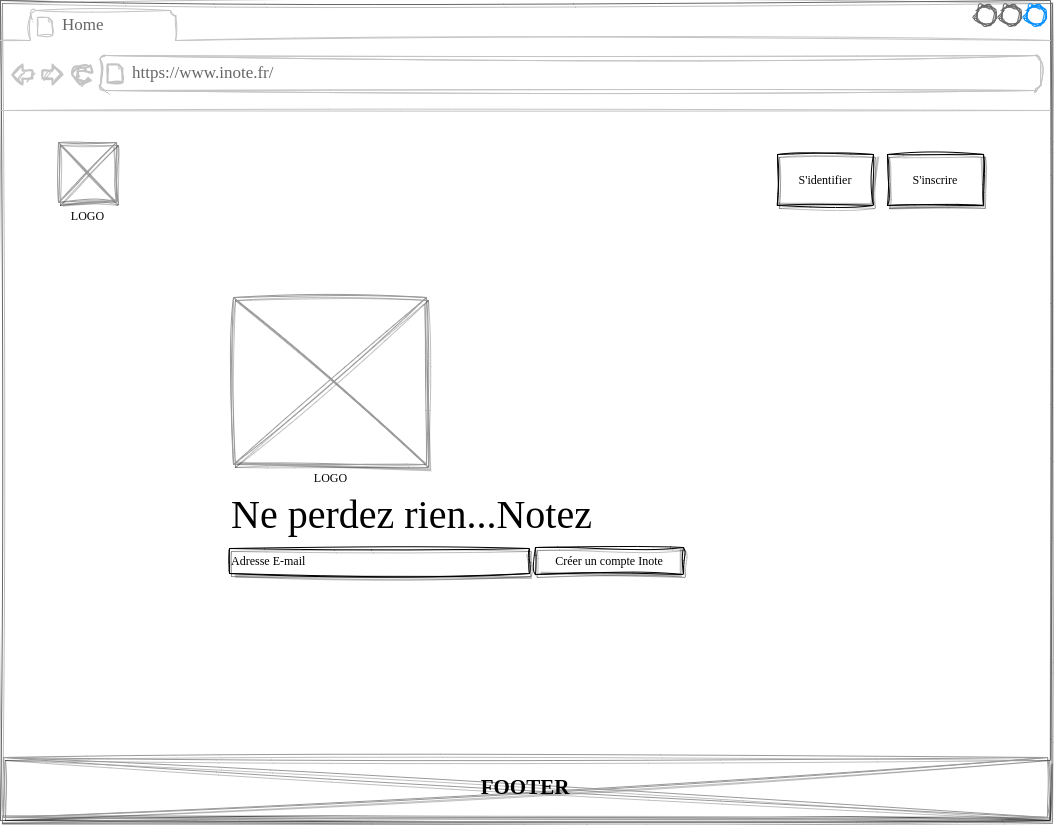 Home
https://www.inote.fr/
S'identifier
S'inscrire
LOGO
LOGO
Ne perdez rien...Notez
Adresse E-mail
Créer un compte Inote
FOOTER